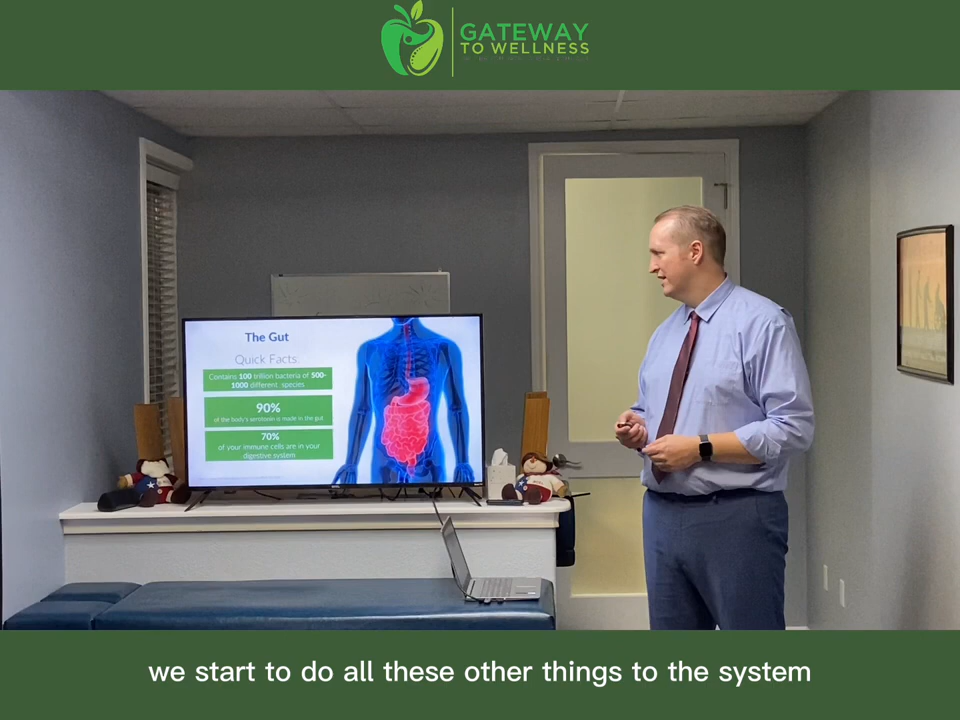 GATEWAY
TO WELLNESS
The Gut
Quick Facts:
Contains 100 trillion bacteria of 500-
1000 different species
90%
of the body's serotonin is made in the gut
70%
of your immune cells are in your
digestive system
we start to do all these other things to the system